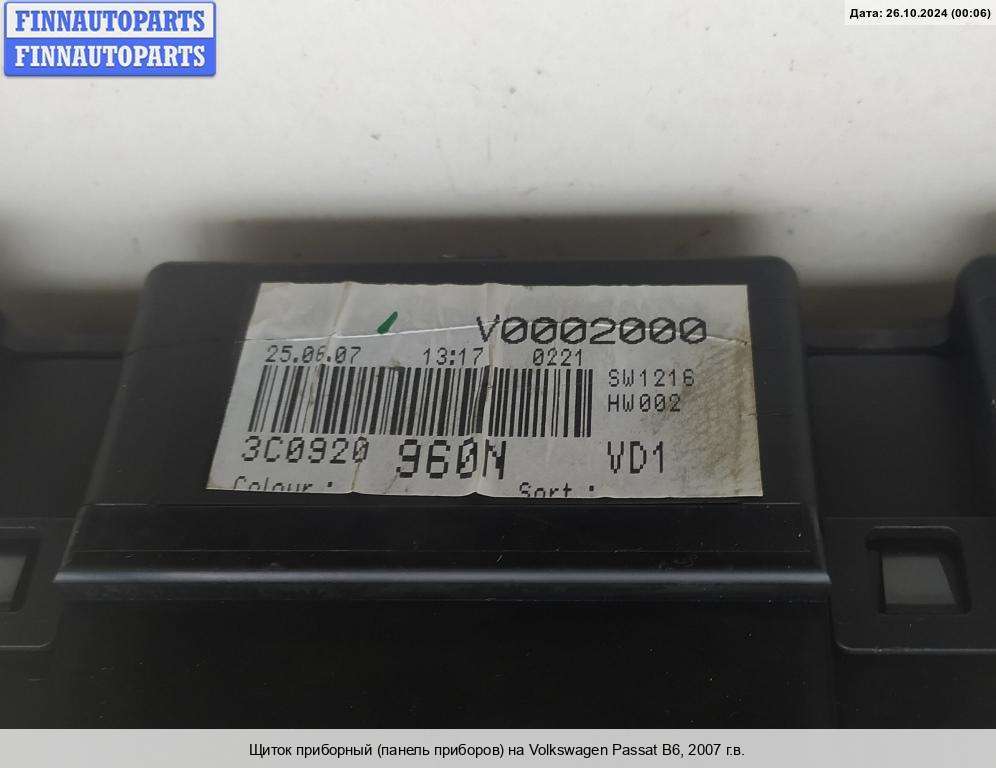 FINNAUTOPARTS
FINNAUTOPARTS
Дата: 26.10.2024 (00:06)
V0002000
25.06.07 13:17 0221
SW1216
HW002
3C0920 960N VD1
Colour: Sort:
Щиток приборный (панель приборов) на Volkswagen Passat B6, 2007 г.в.